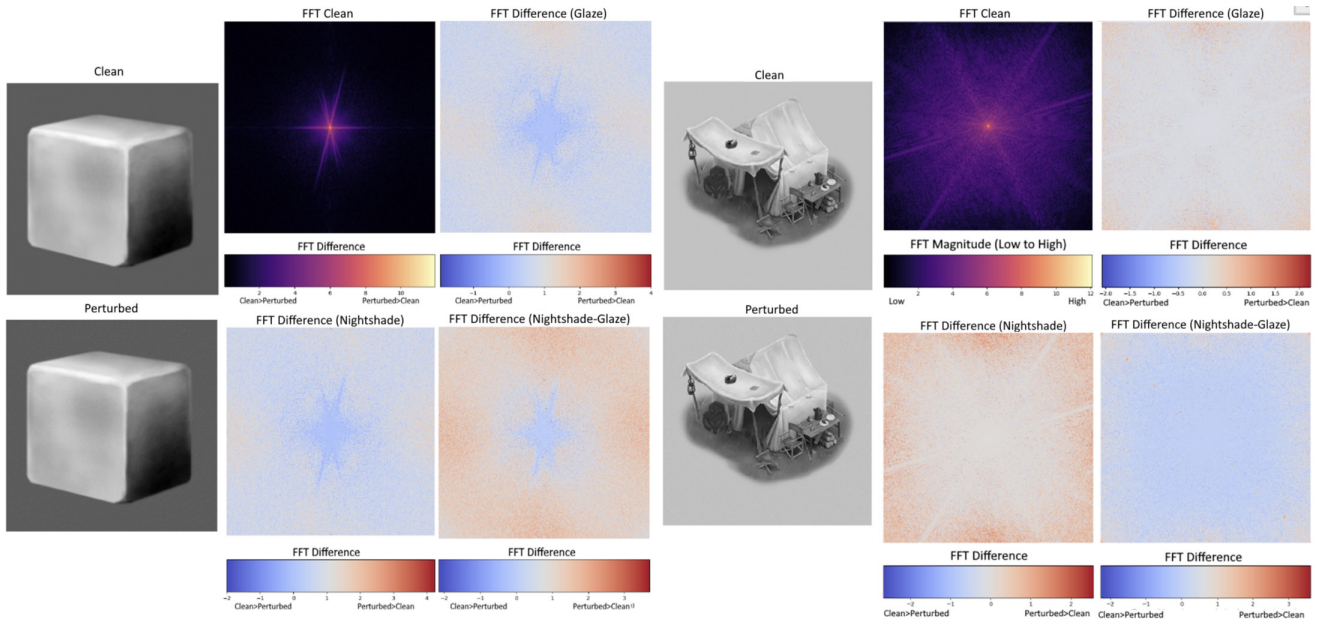 FFT Clean
FFT Difference (Glaze)
Clean
FFT Difference
FFT Difference
2 4 6 8 10
Clean>Perturbed Perturbed>Clean
−1 0 1 2 3 4
Clean>Perturbed Perturbed>Clean
Perturbed
FFT Difference (Nightshade)
FFT Difference (Nightshade-Glaze)
FFT Difference
FFT Difference
−2 −1 0 1 2 3 4
Clean>Perturbed Perturbed>Clean
−2 −1 0 1 2 3
Clean>Perturbed Perturbed>Clean
FFT Clean
FFT Difference (Glaze)
Clean
FFT Magnitude (Low to High)
FFT Difference
2 4 6 8 10 12
Low High
−2.0 −1.5 −1.0 −0.5 0.0 0.5 1.0 1.5 2.0
Clean>Perturbed Perturbed>Clean
Perturbed
FFT Difference (Nightshade)
FFT Difference (Nightshade-Glaze)
FFT Difference
FFT Difference
−2 −1 0 1 2
Clean>Perturbed Perturbed>Clean
−2 −1 0 1 2 3
Clean>Perturbed Perturbed>Clean